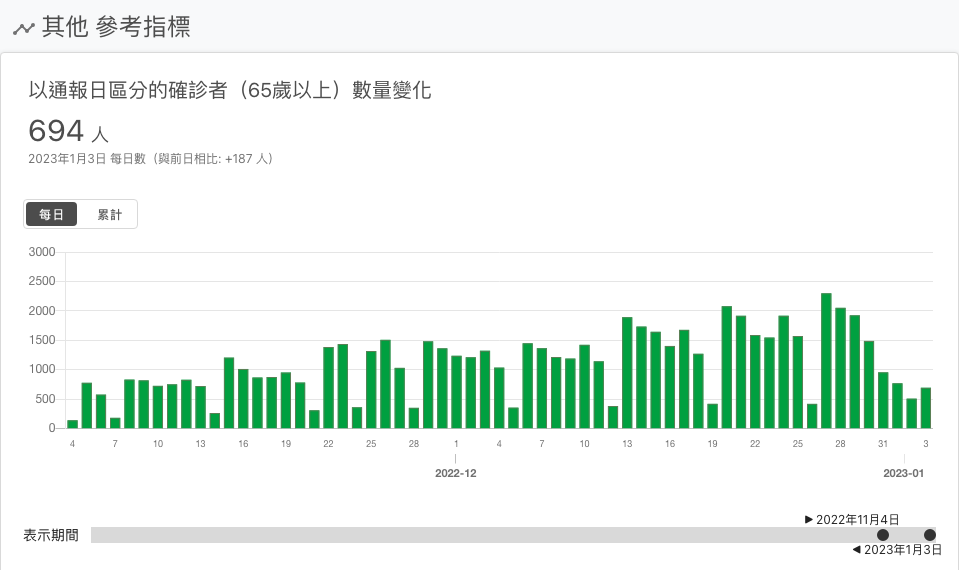 其他 參考指標
以通報日區分的確診者（65歲以上）數量變化
694 人
2023年1月3日 每日數（與前日相比: +187 人）
每日 累計
3000
2500
2000
1500
1000
500
0
4 7 10 13 16 19 22 25 28 1 4 7 10 13 16 19 22 25 28 31 3
2022-12 2023-01
▶ 2022年11月4日
表示期間
◀ 2023年1月3日